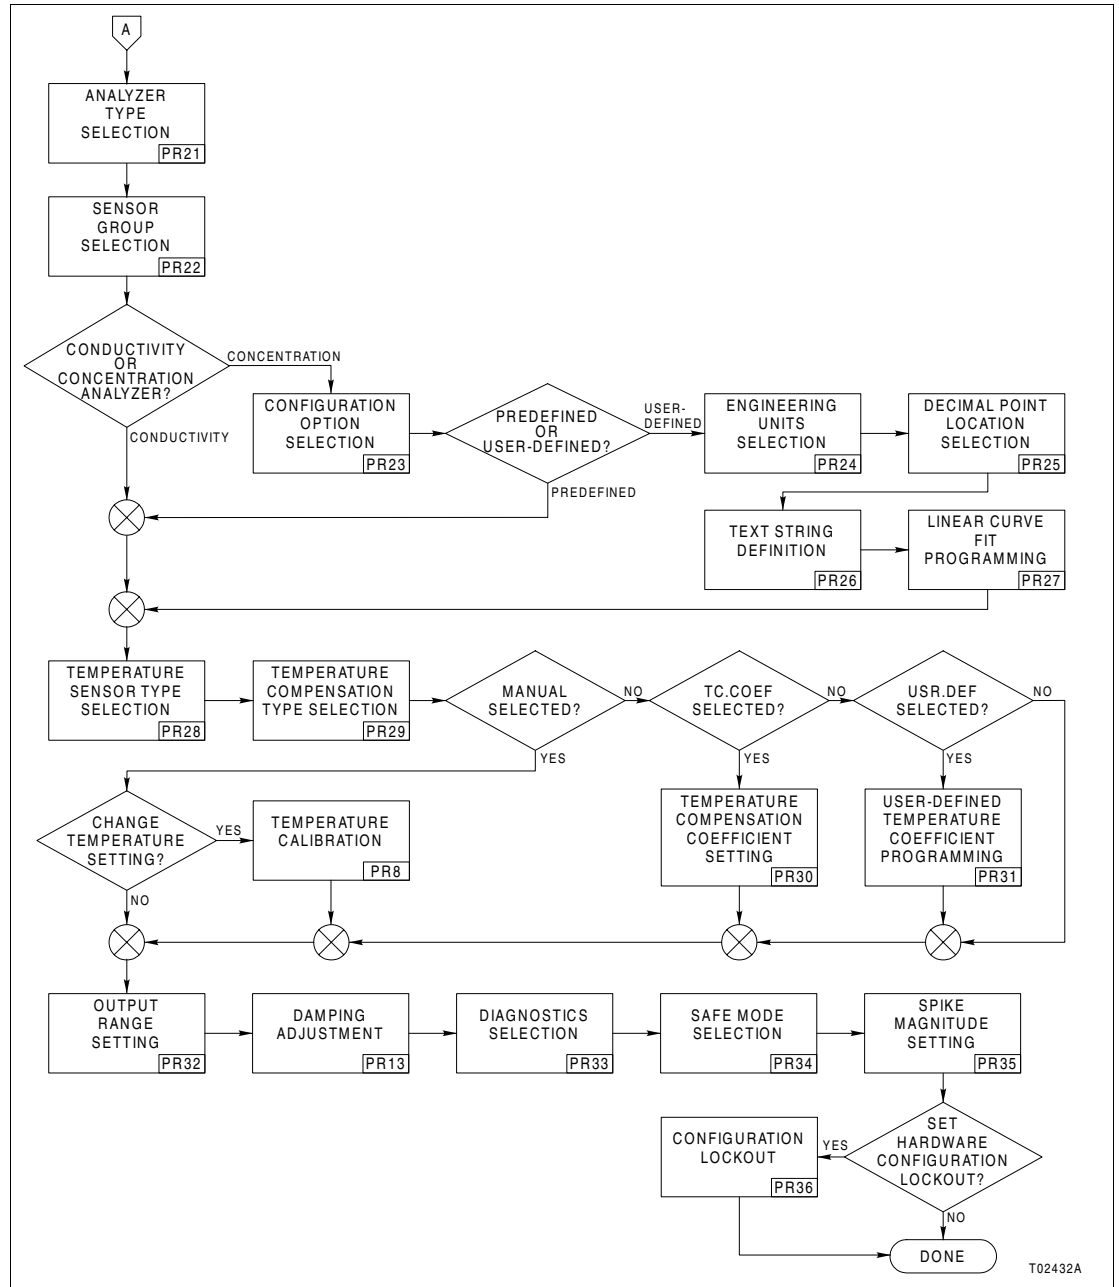 A
ANALYZER
TYPE
SELECTION
PR21
SENSOR
GROUP
SELECTION
PR22
CONDUCTIVITY
OR
CONCENTRATION
ANALYZER?
CONCENTRATION
CONDUCTIVITY
CONFIGURATION
OPTION
SELECTION
PR23
PREDEFINED
OR
USER-DEFINED?
USER-
DEFINED
PREDEFINED
ENGINEERING
UNITS
SELECTION
PR24
DECIMAL POINT
LOCATION
SELECTION
PR25
TEXT STRING
DEFINITION
PR26
LINEAR CURVE
FIT
PROGRAMMING
PR27
TEMPERATURE
SENSOR TYPE
SELECTION
PR28
TEMPERATURE
COMPENSATION
TYPE SELECTION
PR29
MANUAL
SELECTED?
NO
YES
TC.COEF
SELECTED?
NO
YES
USR.DEF
SELECTED?
NO
YES
CHANGE
TEMPERATURE
SETTING?
YES
NO
TEMPERATURE
CALIBRATION
PR8
TEMPERATURE
COMPENSATION
COEFFICIENT
SETTING
PR30
USER-DEFINED
TEMPERATURE
COEFFICIENT
PROGRAMMING
PR31
OUTPUT
RANGE
SETTING
PR32
DAMPING
ADJUSTMENT
PR13
DIAGNOSTICS
SELECTION
PR33
SAFE MODE
SELECTION
PR34
SPIKE
MAGNITUDE
SETTING
PR35
SET
HARDWARE
CONFIGURATION
LOCKOUT?
YES
NO
CONFIGURATION
LOCKOUT
PR36
DONE
T02432A